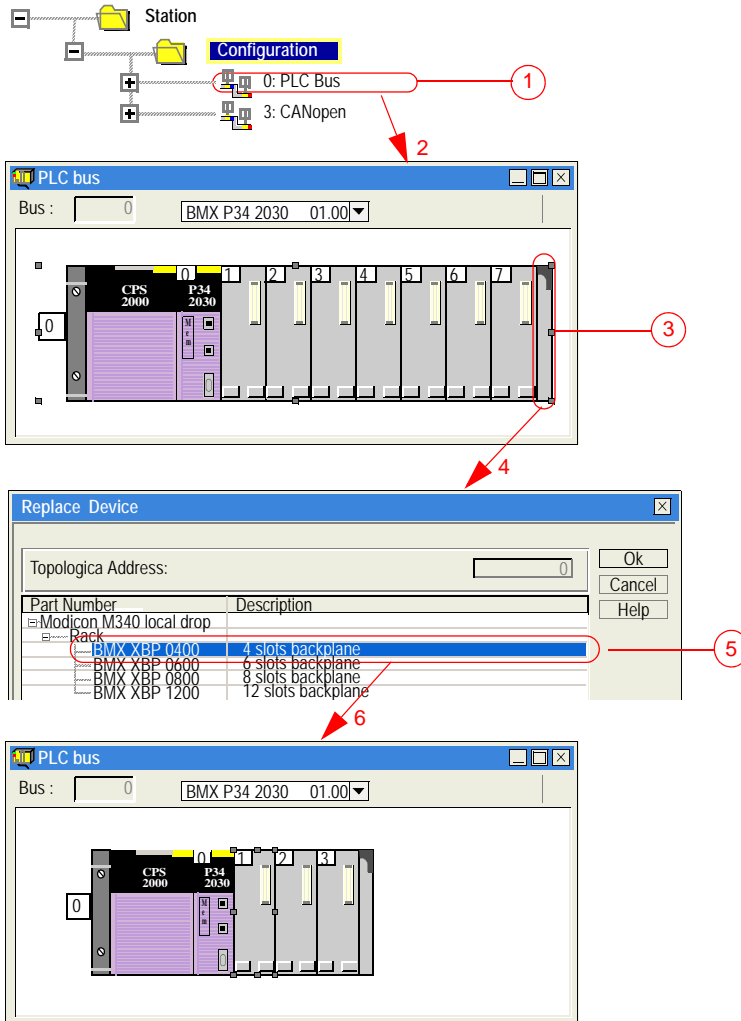 Station
Configuration
0: PLC Bus
1
3: CANopen
2
PLC bus
Bus : 0 BMX P34 2030 01.00
0 1 2 3 4 5 6 7
CPS 2000
P34 2030
Mem
0
3
4
Replace Device
Topologica Address: 0
Ok
Cancel
Help
Part Number Description
Modicon M340 local drop
Rack
BMX XBP 0400 4 slots backplane
5
BMX XBP 0600 6 slots backplane
BMX XBP 0800 8 slots backplane
BMX XBP 1200 12 slots backplane
6
PLC bus
Bus : 0 BMX P34 2030 01.00
0 1 2 3
CPS 2000
P34 2030
Mem
0